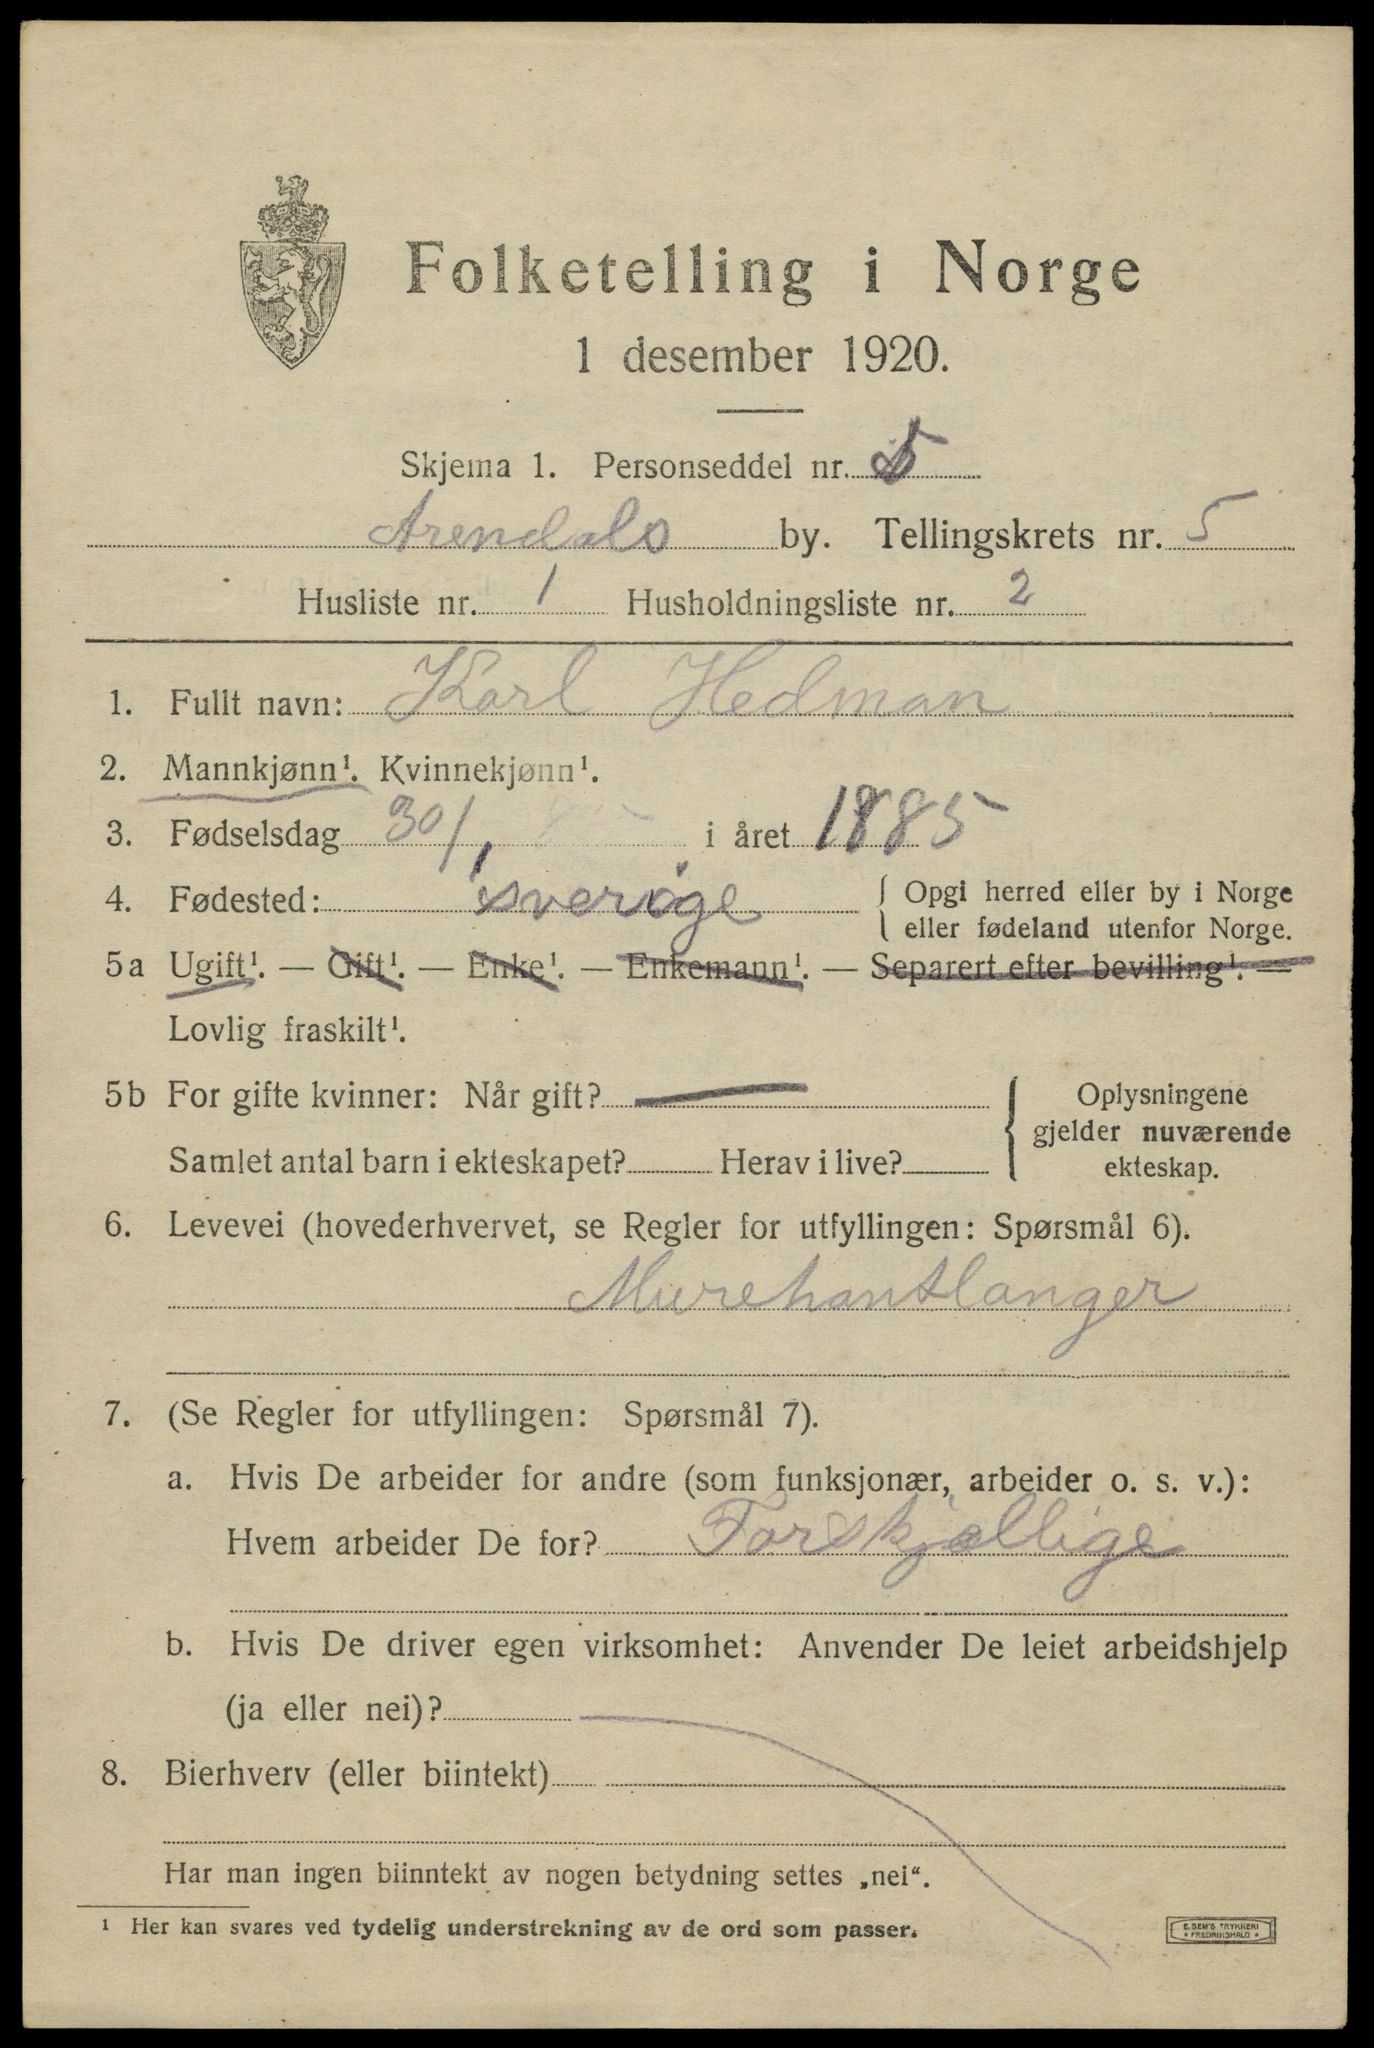 Folketelling i Norge
1 desember 1920.
Skjema 1. Personseddel nr. 5
Arendals by. Tellingskrets nr. 5
Husliste nr. 1 Husholdningsliste nr. 2
1. Fullt navn: Karl Hedman
2. Mannkjønn¹. Kvinnekjønn¹.
3. Fødselsdag 30/1 i året 1885
4. Fødested: sverige { Opgi herred eller by i Norge
eller fødeland utenfor Norge.
5a Ugift¹. — Gift¹. — Enke¹. — Enkemann¹. — Separert efter bevilling¹. —
Lovlig fraskilt¹.
5b For gifte kvinner: Når gift? — { Oplysningene
gjelder nuværende
Samlet antal barn i ekteskapet? Herav i live? ekteskap.
6. Levevei (hovederhvervet, se Regler for utfyllingen: Spørsmål 6).
Murehantlanger
7. (Se Regler for utfyllingen: Spørsmål 7).
a. Hvis De arbeider for andre (som funksjonær, arbeider o. s. v.):
Hvem arbeider De for? Forskjællige
b. Hvis De driver egen virksomhet: Anvender De leiet arbeidshjelp
(ja eller nei)?
8. Bierhverv (eller biintekt)
Har man ingen biinntekt av nogen betydning settes „nei“.
¹ Her kan svares ved tydelig understrekning av de ord som passer.
E. SEM'S TRYKKERI
• FREDRIKSHALD •